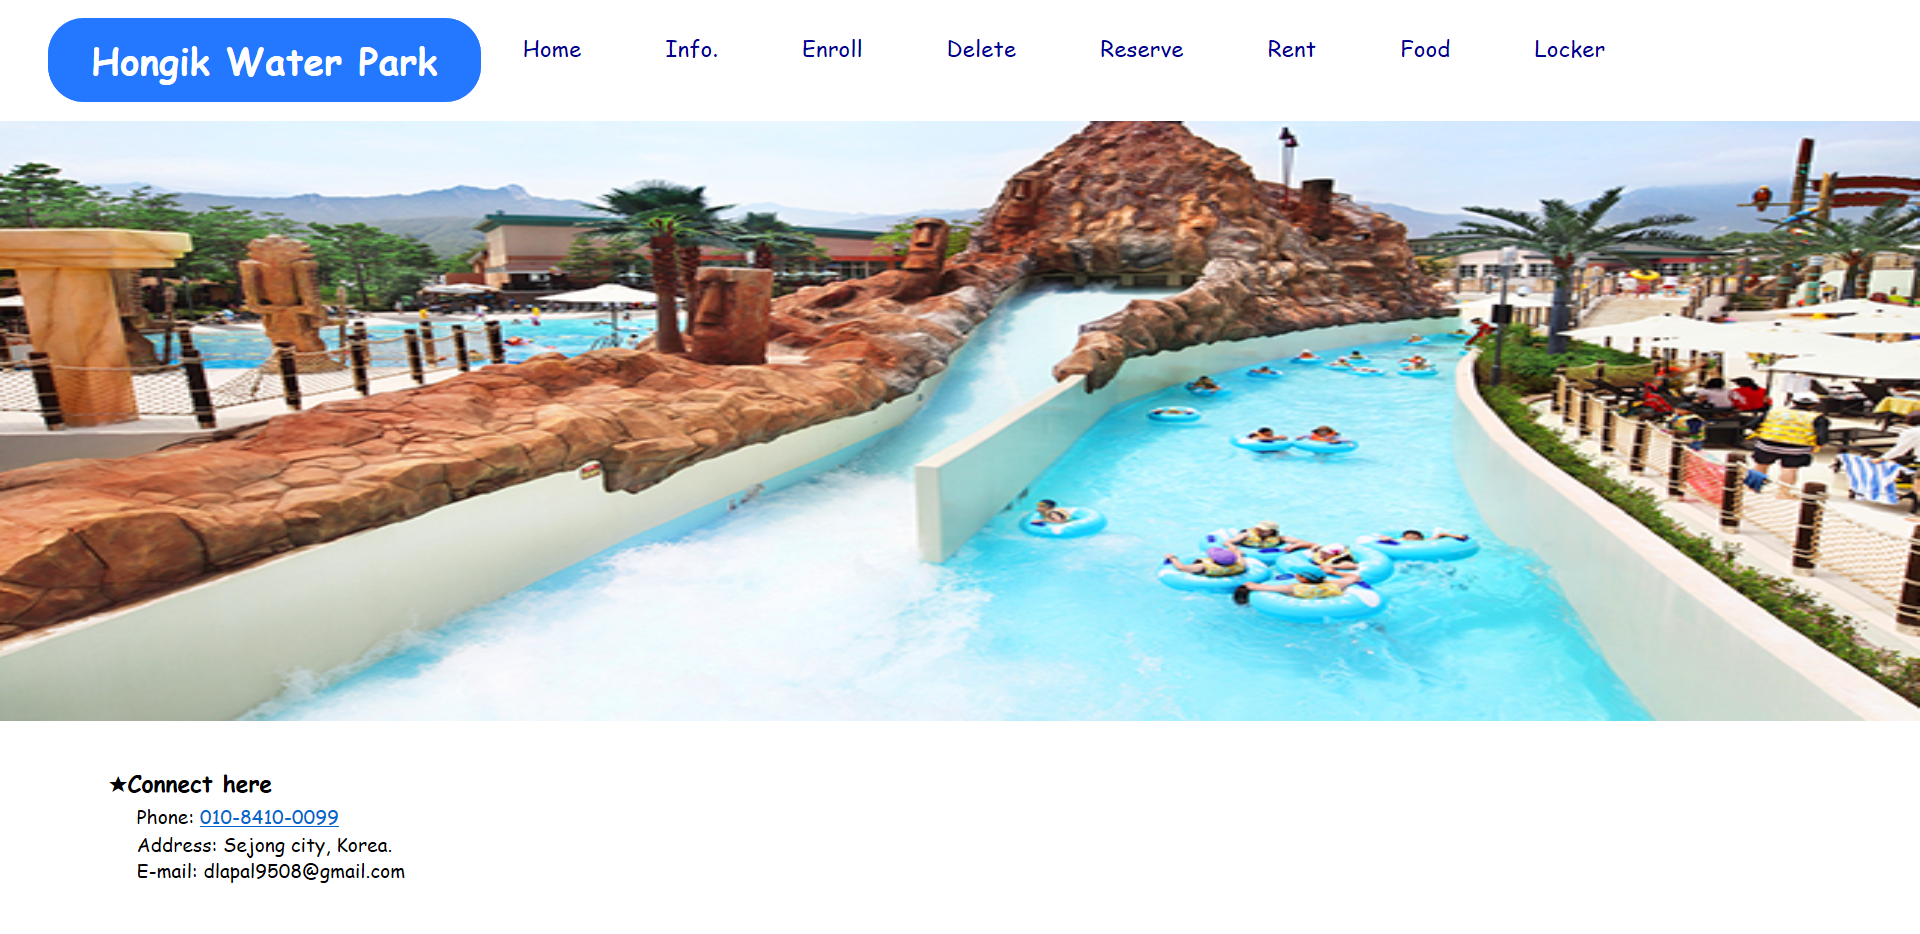 Hongik Water Park
Home Info. Enroll Delete Reserve Rent Food Locker
★Connect here
Phone: 010-8410-0099
Address: Sejong city, Korea.
E-mail: dlapal9508@gmail.com